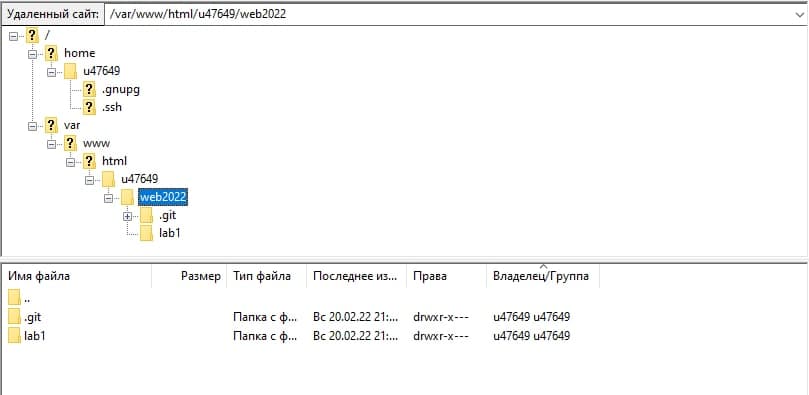 Удаленный сайт: /var/www/html/u47649/web2022
/
home
u47649
.gnupg
.ssh
var
www
html
u47649
web2022
.git
lab1
Имя файла Размер Тип файла Последнее из... Права Владелец/Группа
..
.git Папка с ф... Вс 20.02.22 21:... drwxr-x--- u47649 u47649
lab1 Папка с ф... Вс 20.02.22 21:... drwxr-x--- u47649 u47649